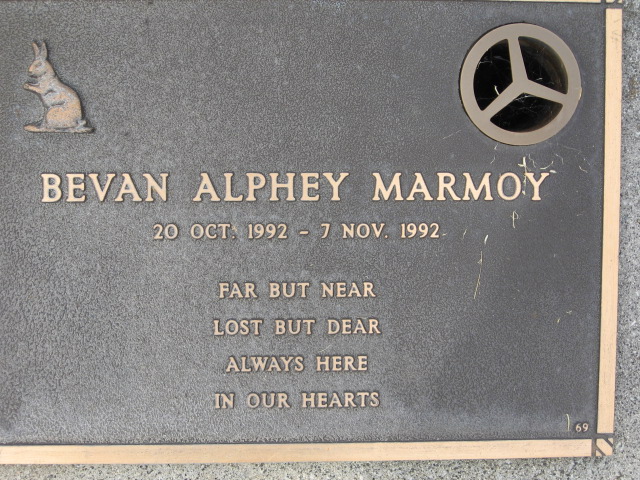 BEVAN ALPHEY MARMOY
20 OCT. 1992 - 7 NOV. 1992
FAR BUT NEAR
LOST BUT DEAR
ALWAYS HERE
IN OUR HEARTS
69